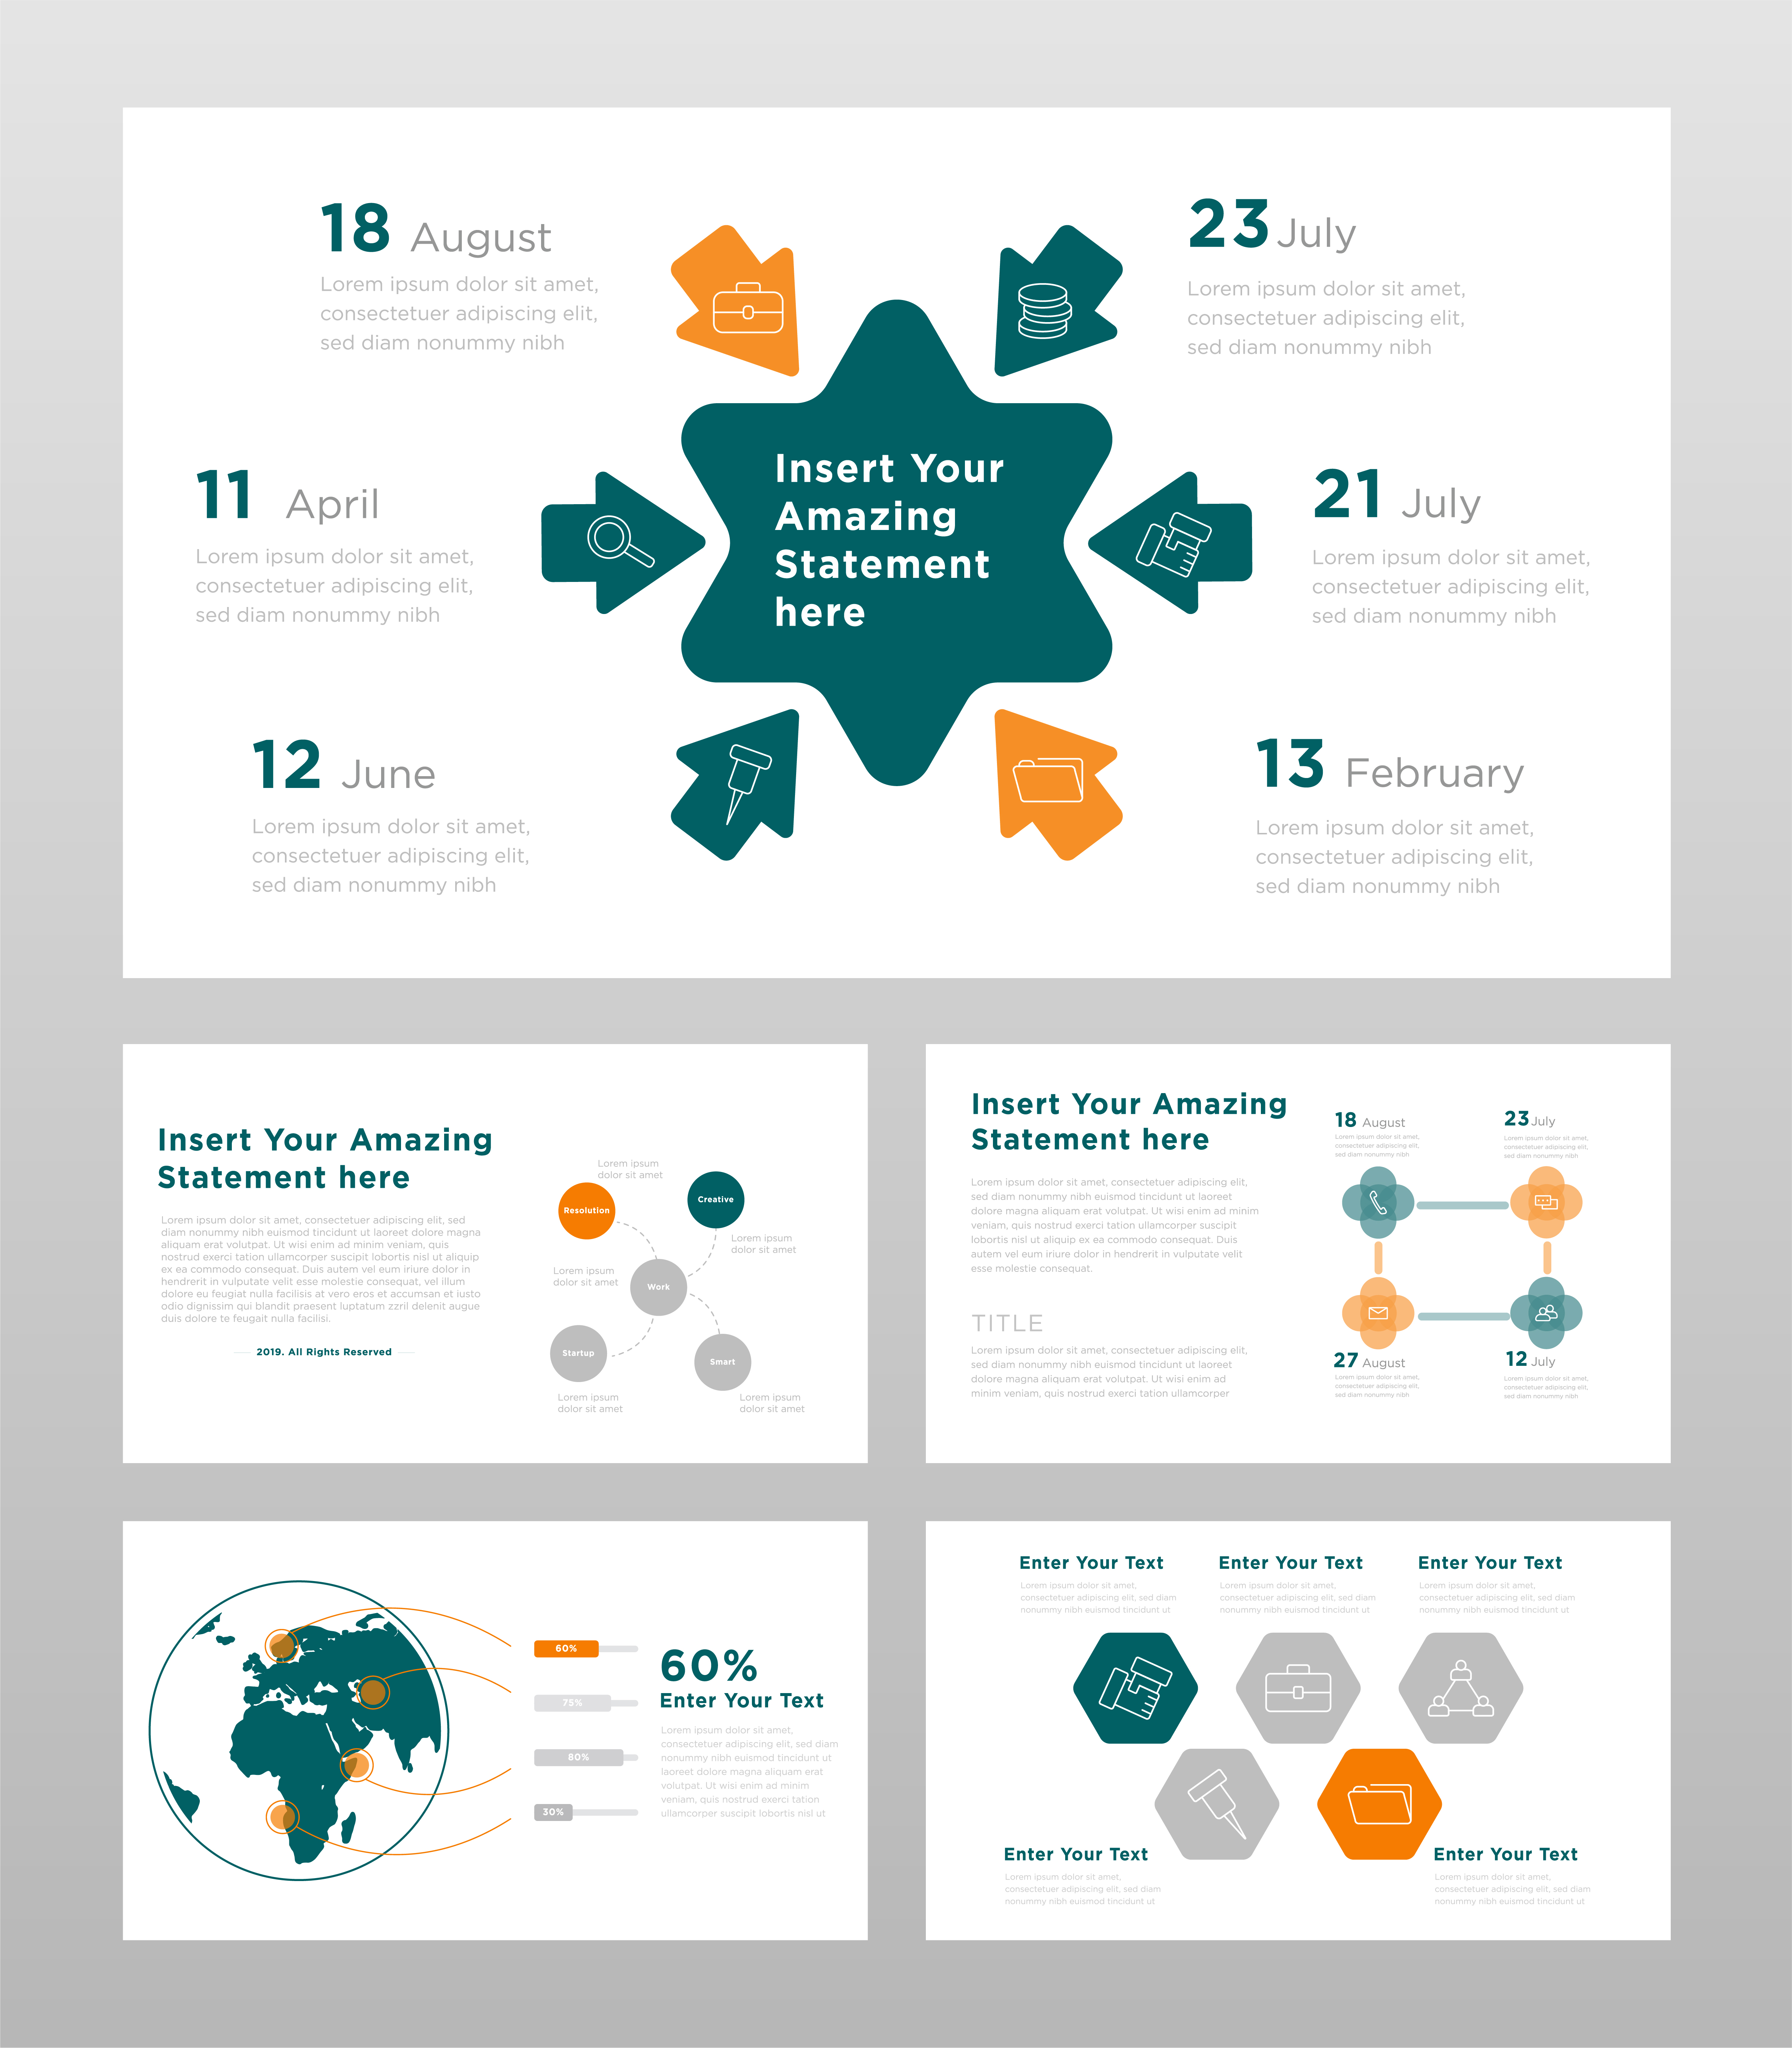 18 August
Lorem ipsum dolor sit amet,
consectetuer adipiscing elit,
sed diam nonummy nibh
23 July
Lorem ipsum dolor sit amet,
consectetuer adipiscing elit,
sed diam nonummy nibh
11 April
Lorem ipsum dolor sit amet,
consectetuer adipiscing elit,
sed diam nonummy nibh
Insert Your
Amazing
Statement
here
21 July
Lorem ipsum dolor sit amet,
consectetuer adipiscing elit,
sed diam nonummy nibh
12 June
Lorem ipsum dolor sit amet,
consectetuer adipiscing elit,
sed diam nonummy nibh
13 February
Lorem ipsum dolor sit amet,
consectetuer adipiscing elit,
sed diam nonummy nibh
Insert Your Amazing
Statement here
Lorem ipsum dolor sit amet, consectetuer adipiscing elit, sed
diam nonummy nibh euismod tincidunt ut laoreet dolore magna
aliquam erat volutpat. Ut wisi enim ad minim veniam, quis
nostrud exerci tation ullamcorper suscipit lobortis nisl ut aliquip
ex ea commodo consequat. Duis autem vel eum iriure dolor in
hendrerit in vulputate velit esse molestie consequat, vel illum
dolore eu feugiat nulla facilisis at vero eros et accumsan et iusto
odio dignissim qui blandit praesent luptatum zzril delenit augue
duis dolore te feugait nulla facilisi.
2019. All Rights Reserved
Lorem ipsum
dolor sit amet
Resolution
Creative
Lorem ipsum
dolor sit amet
Lorem ipsum
dolor sit amet
Work
Startup
Smart
Lorem ipsum
dolor sit amet
Lorem ipsum
dolor sit amet
Insert Your Amazing
Statement here
Lorem ipsum dolor sit amet, consectetuer adipiscing elit,
sed diam nonummy nibh euismod tincidunt ut laoreet
dolore magna aliquam erat volutpat. Ut wisi enim ad minim
veniam, quis nostrud exerci tation ullamcorper suscipit
lobortis nisl ut aliquip ex ea commodo consequat. Duis
autem vel eum iriure dolor in hendrerit in vulputate velit
esse molestie consequat.
TITLE
Lorem ipsum dolor sit amet, consectetuer adipiscing elit,
sed diam nonummy nibh euismod tincidunt ut laoreet
dolore magna aliquam erat volutpat. Ut wisi enim ad
minim veniam, quis nostrud exerci tation ullamcorper
18 August
Lorem ipsum dolor sit amet,
consectetuer adipiscing elit,
sed diam nonummy nibh
23 July
Lorem ipsum dolor sit amet,
consectetuer adipiscing elit,
sed diam nonummy nibh
27 August
Lorem ipsum dolor sit amet,
consectetuer adipiscing elit,
sed diam nonummy nibh
12 July
Lorem ipsum dolor sit amet,
consectetuer adipiscing elit,
sed diam nonummy nibh
60%
75%
80%
30%
60%
Enter Your Text
Lorem ipsum dolor sit amet,
consectetuer adipiscing elit, sed diam
nonummy nibh euismod tincidunt ut
laoreet dolore magna aliquam erat
volutpat. Ut wisi enim ad minim
veniam, quis nostrud exerci tation
ullamcorper suscipit lobortis nisl ut
Enter Your Text
Lorem ipsum dolor sit amet,
consectetuer adipiscing elit, sed diam
nonummy nibh euismod tincidunt ut
Enter Your Text
Lorem ipsum dolor sit amet,
consectetuer adipiscing elit, sed diam
nonummy nibh euismod tincidunt ut
Enter Your Text
Lorem ipsum dolor sit amet,
consectetuer adipiscing elit, sed diam
nonummy nibh euismod tincidunt ut
Enter Your Text
Lorem ipsum dolor sit amet,
consectetuer adipiscing elit, sed diam
nonummy nibh euismod tincidunt ut
Enter Your Text
Lorem ipsum dolor sit amet,
consectetuer adipiscing elit, sed diam
nonummy nibh euismod tincidunt ut